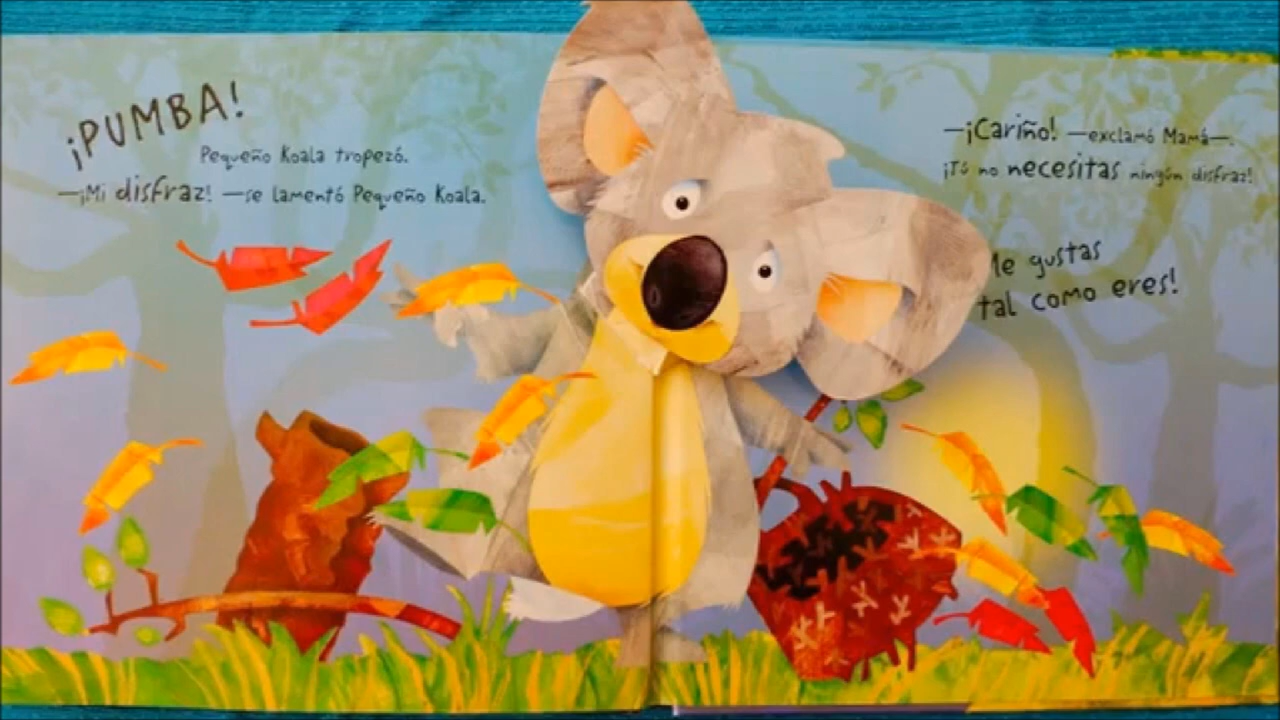 ¡PUMBA!
Pequeño Koala tropezó.
—¡Mi disfraz! —se lamentó Pequeño Koala.
—¡Cariño! —exclamó Mamá—.
¡Tú no necesitas ningún disfraz!
Me gustas
tal como eres!